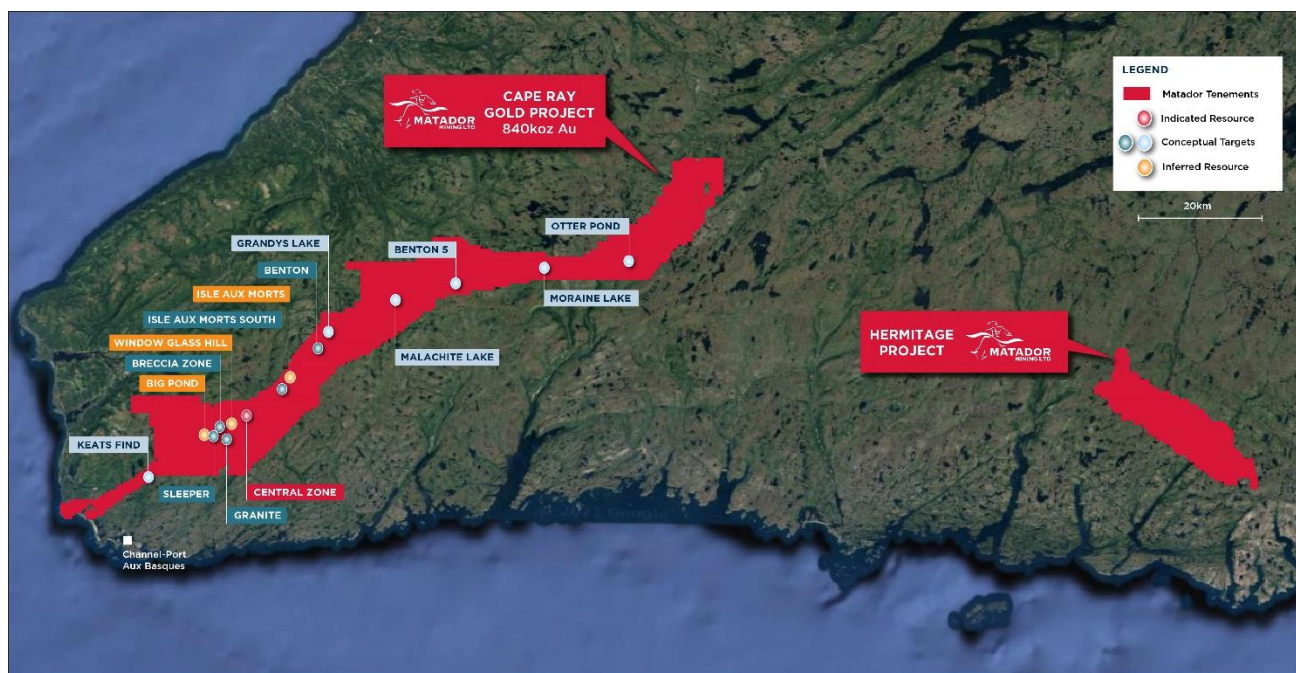 MATADOR
MINING LTD
CAPE RAY
GOLD PROJECT
840koz Au
LEGEND
Matador Tenements
Indicated Resource
Conceptual Targets
Inferred Resource
20km
OTTER POND
GRANDYS LAKE
BENTON 5
BENTON
ISLE AUX MORTS
ISLE AUX MORTS SOUTH
MORAINE LAKE
WINDOW GLASS HILL
MALACHITE LAKE
BRECCIA ZONE
BIG POND
HERMITAGE
PROJECT
MATADOR
MINING LTD
KEATS FIND
SLEEPER
CENTRAL ZONE
GRANITE
Channel-Port
Aux Basques